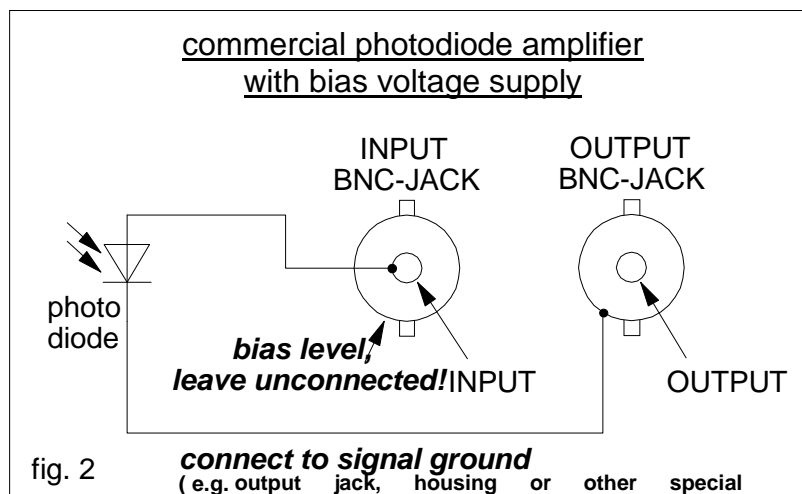 commercial photodiode amplifier
with bias voltage supply
INPUT
BNC-JACK
OUTPUT
BNC-JACK
photo
diode
bias level,
leave unconnected!
INPUT
OUTPUT
connect to signal ground
( e.g. output jack, housing or other special
fig. 2